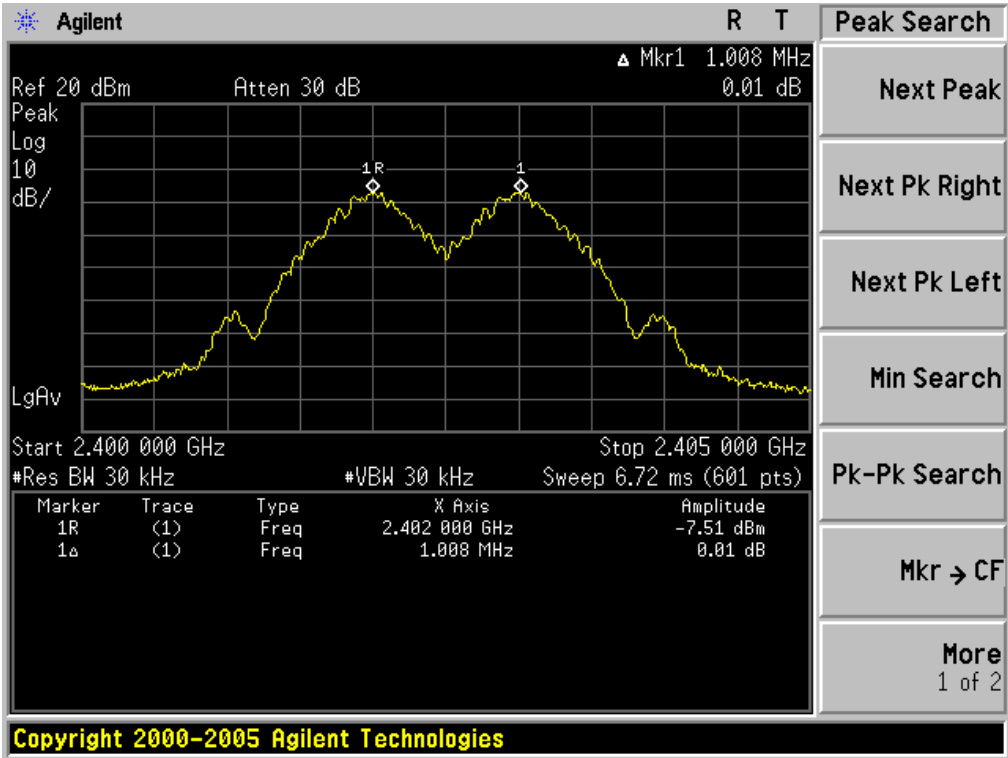 Agilent R T Peak Search
Δ Mkr1 1.008 MHz
Ref 20 dBm Atten 30 dB 0.01 dB
Peak
Log
10
dB/
1R 1
LgAv
Start 2.400 000 GHz Stop 2.405 000 GHz
#Res BW 30 kHz #VBW 30 kHz Sweep 6.72 ms (601 pts)
Marker Trace Type X Axis Amplitude
1R (1) Freq 2.402 000 GHz -7.51 dBm
1Δ (1) Freq 1.008 MHz 0.01 dB
Next Peak
Next Pk Right
Next Pk Left
Min Search
Pk-Pk Search
Mkr → CF
More
1 of 2
Copyright 2000-2005 Agilent Technologies